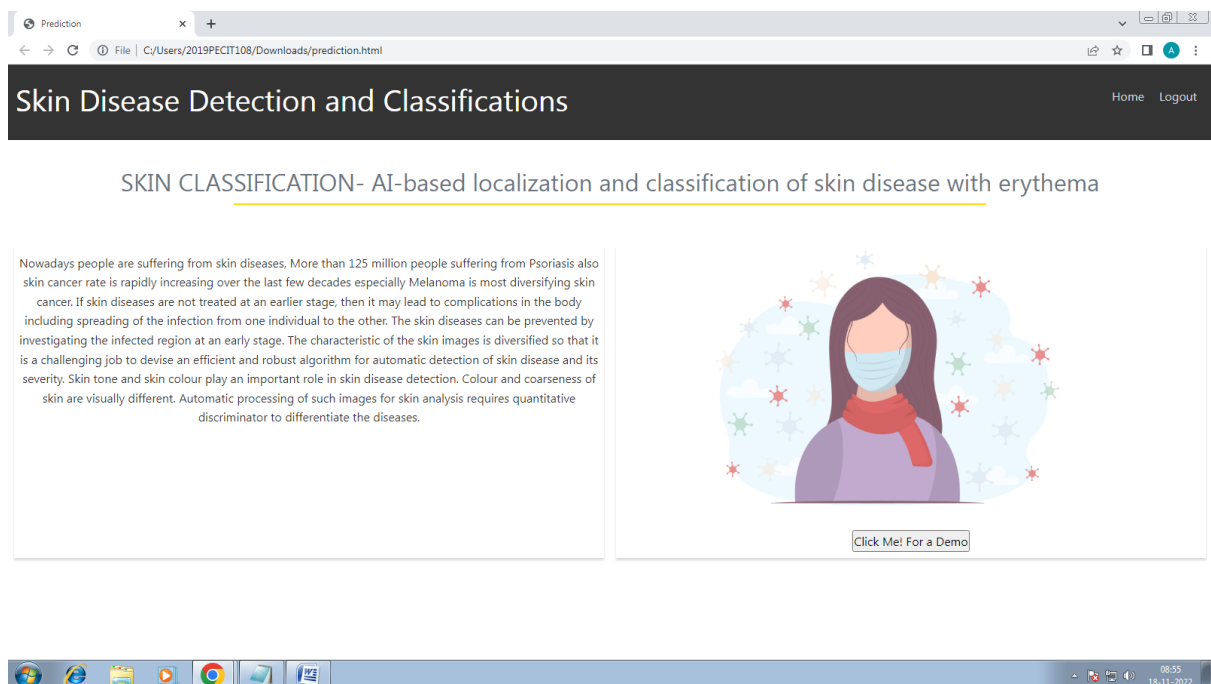 Prediction
File | C:/Users/2019PECIT108/Downloads/prediction.html
A
Skin Disease Detection and Classifications
Home Logout
SKIN CLASSIFICATION- AI-based localization and classification of skin disease with erythema
Nowadays people are suffering from skin diseases, More than 125 million people suffering from Psoriasis also
skin cancer rate is rapidly increasing over the last few decades especially Melanoma is most diversifying skin
cancer. If skin diseases are not treated at an earlier stage, then it may lead to complications in the body
including spreading of the infection from one individual to the other. The skin diseases can be prevented by
investigating the infected region at an early stage. The characteristic of the skin images is diversified so that it
is a challenging job to devise an efficient and robust algorithm for automatic detection of skin disease and its
severity. Skin tone and skin colour play an important role in skin disease detection. Colour and coarseness of
skin are visually different. Automatic processing of such images for skin analysis requires quantitative
discriminator to differentiate the diseases.
Click Me! For a Demo
08:55
18-11-2022